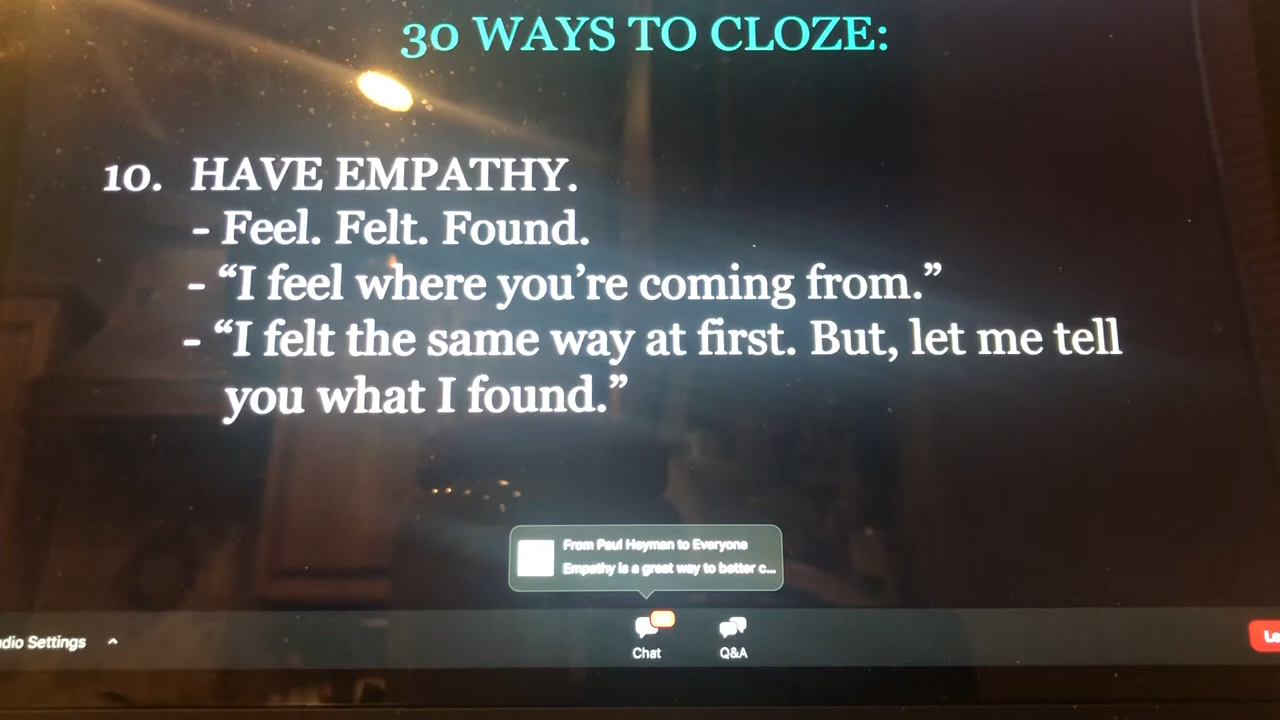 30 WAYS TO CLOZE:
10. HAVE EMPATHY.
- Feel. Felt. Found.
- “I feel where you’re coming from.”
- “I felt the same way at first. But, let me tell
you what I found.”
From Paul Heyman to Everyone
Empathy is a great way to better c...
dio Settings
Chat
Q&A
Le